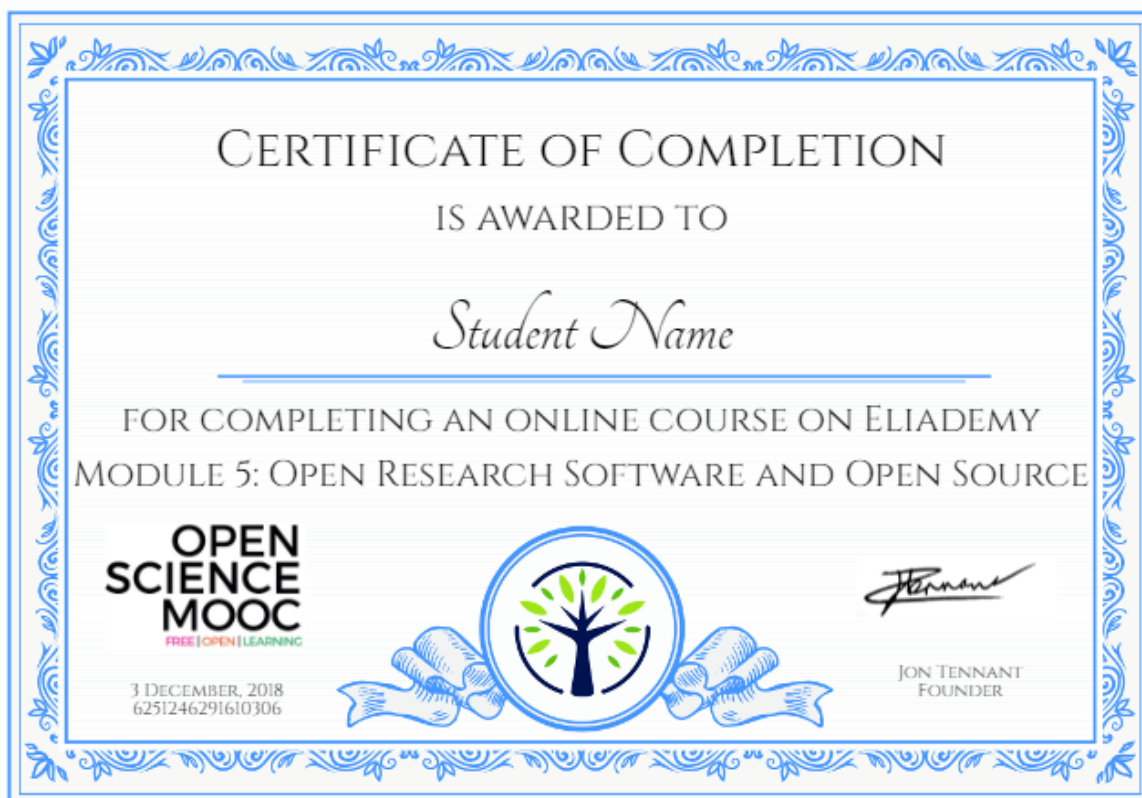 Certificate of Completion
is awarded to
Student Name
for completing an online course on Eliademy
Module 5: Open Research Software and Open Source
OPEN
SCIENCE
MOOC
FREE | OPEN | LEARNING
3 December, 2018
6251246291610306
JTennant
Jon Tennant
Founder